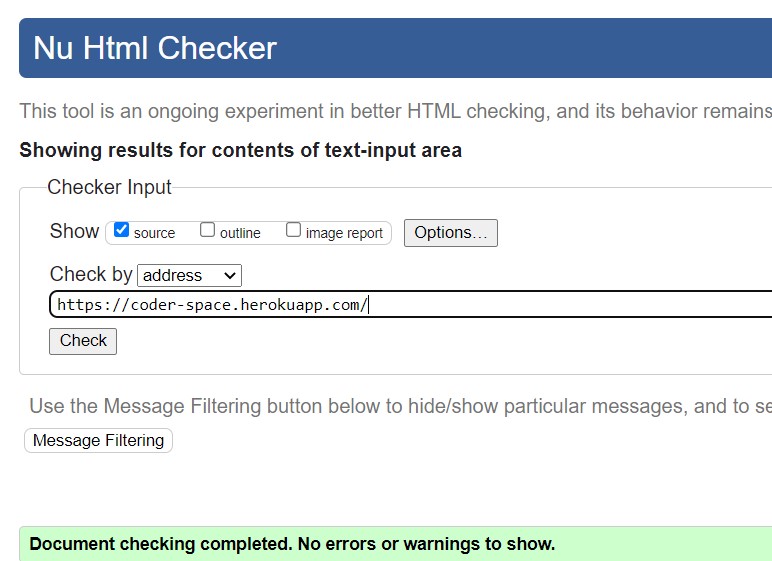 Nu Html Checker
This tool is an ongoing experiment in better HTML checking, and its behavior remains
Showing results for contents of text-input area
Checker Input
Show source outline image report Options...
Check by address
https://coder-space.herokuapp.com/
Check
Use the Message Filtering button below to hide/show particular messages, and to se
Message Filtering
Document checking completed. No errors or warnings to show.